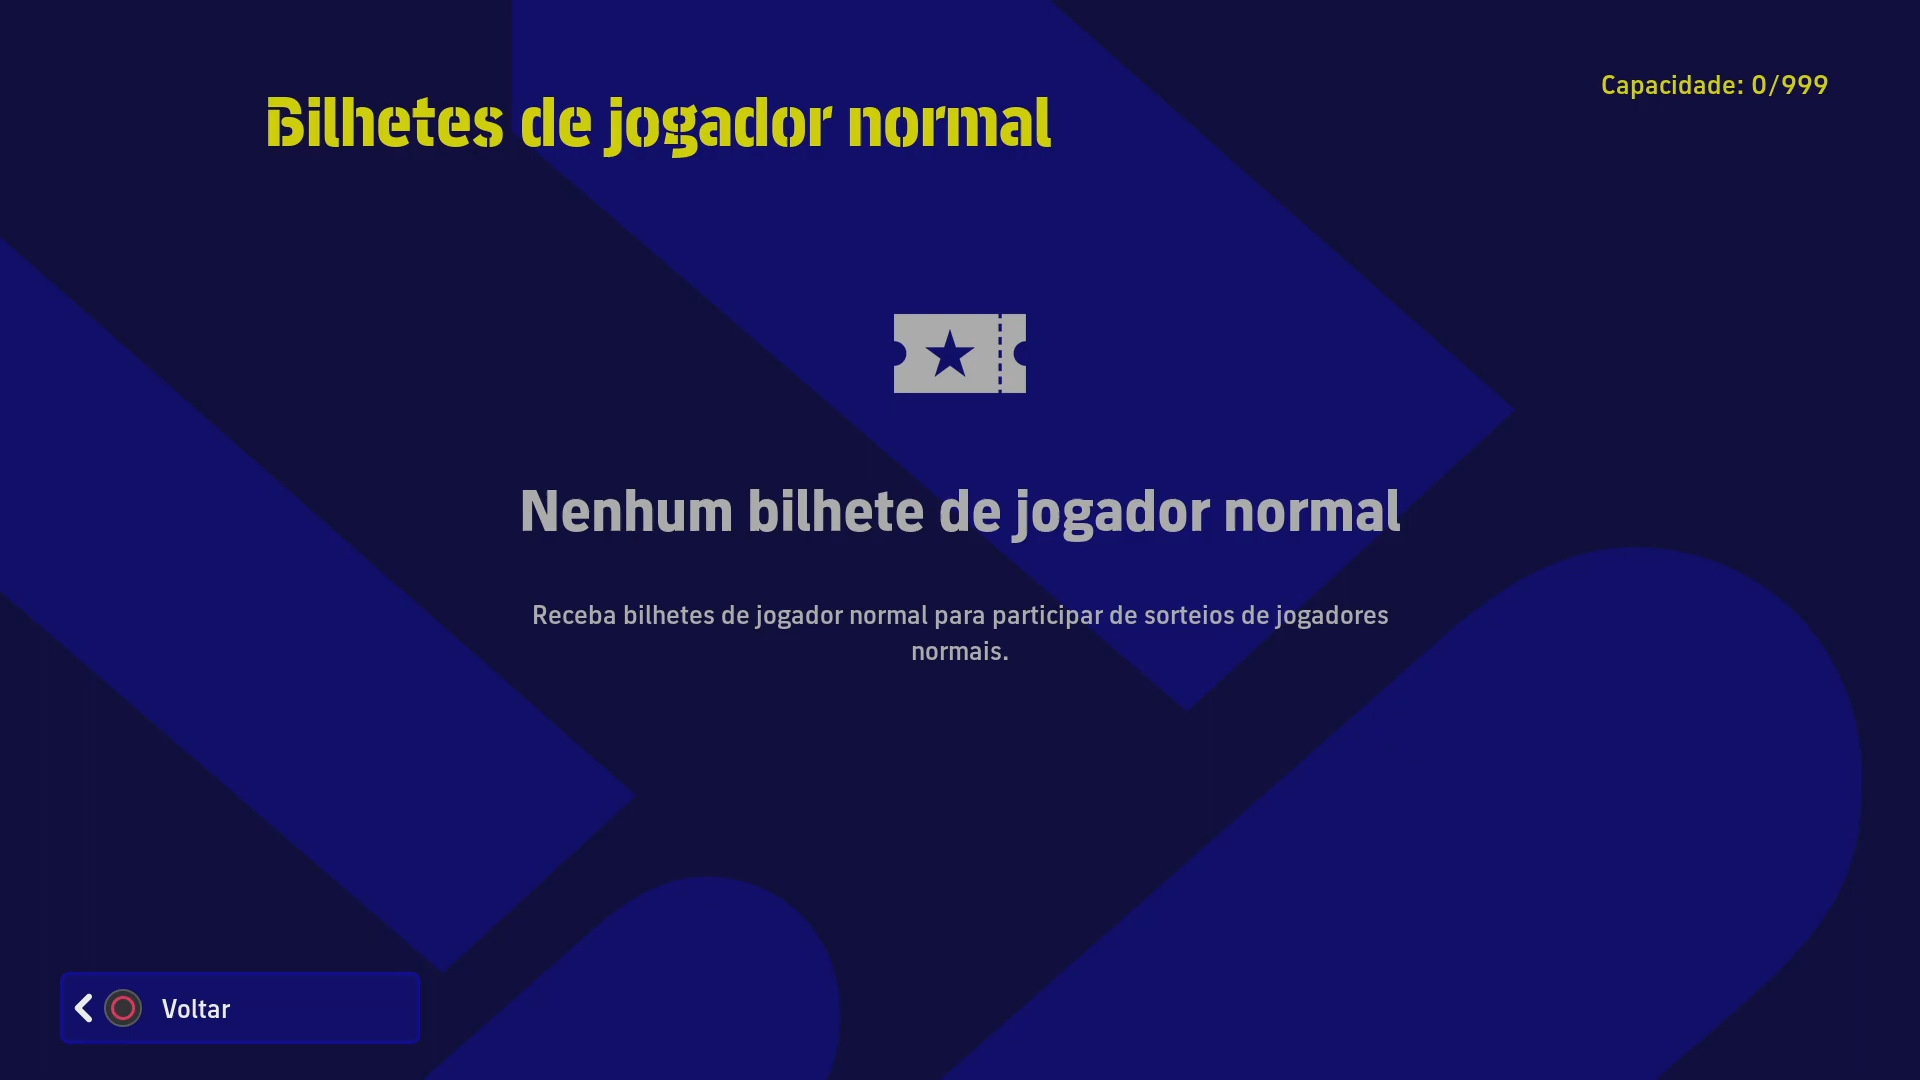 Bilhetes de jogador normal
Capacidade: 0/999
Nenhum bilhete de jogador normal
Receba bilhetes de jogador normal para participar de sorteios de jogadores
normais.
Voltar